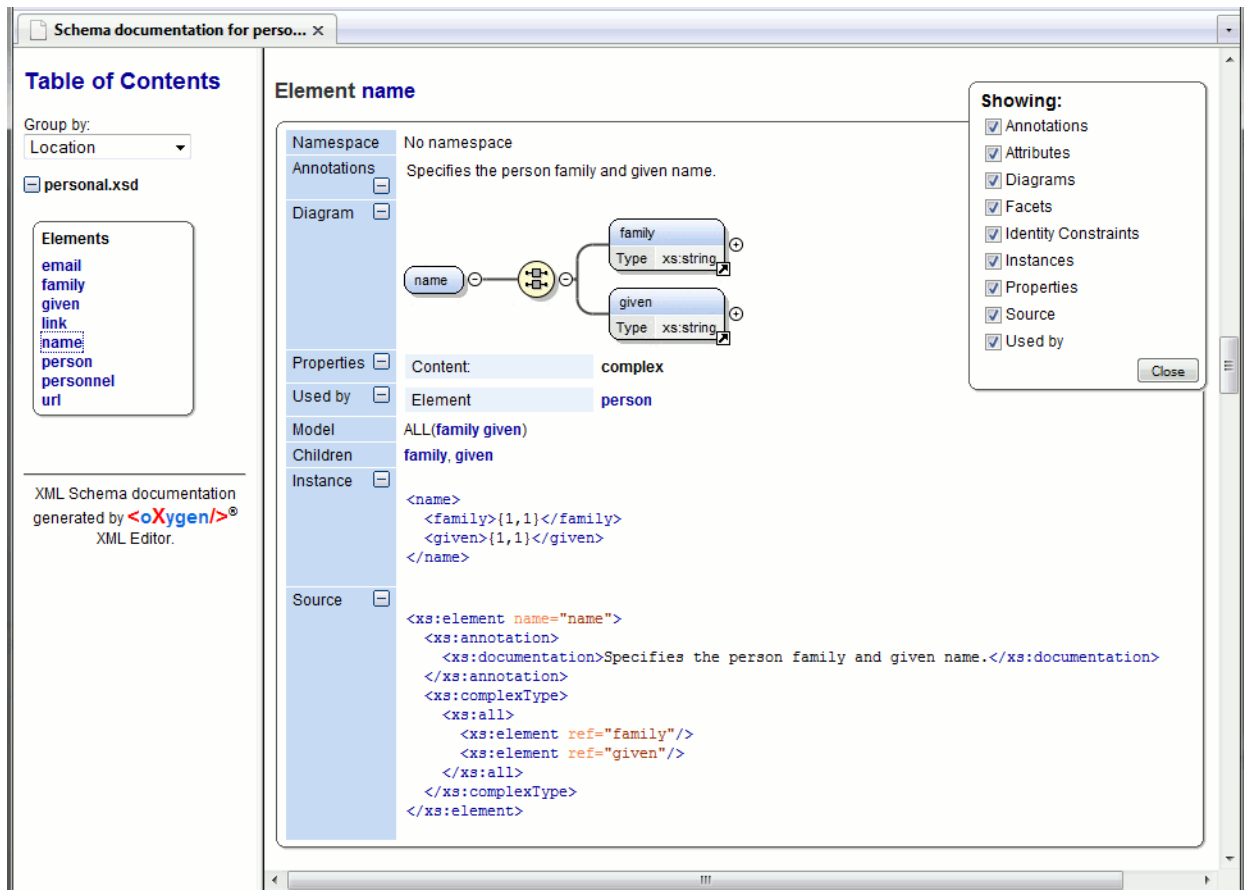 Schema documentation for perso... ×
Table of Contents
Group by:
Location
personal.xsd
Elements
email
family
given
link
name
person
personnel
url
XML Schema documentation
generated by <oXygen/>®
XML Editor.
Element name
Namespace No namespace
Annotations Specifies the person family and given name.
Diagram
name
family
Type xs:string
given
Type xs:string
Properties Content: complex
Used by Element person
Model ALL(family given)
Children family, given
Instance
<name>
<family>{1,1}</family>
<given>{1,1}</given>
</name>
Source
<xs:element name="name">
<xs:annotation>
<xs:documentation>Specifies the person family and given name.</xs:documentation>
</xs:annotation>
<xs:complexType>
<xs:all>
<xs:element ref="family"/>
<xs:element ref="given"/>
</xs:all>
</xs:complexType>
</xs:element>
Showing:
Annotations
Attributes
Diagrams
Facets
Identity Constraints
Instances
Properties
Source
Used by
Close